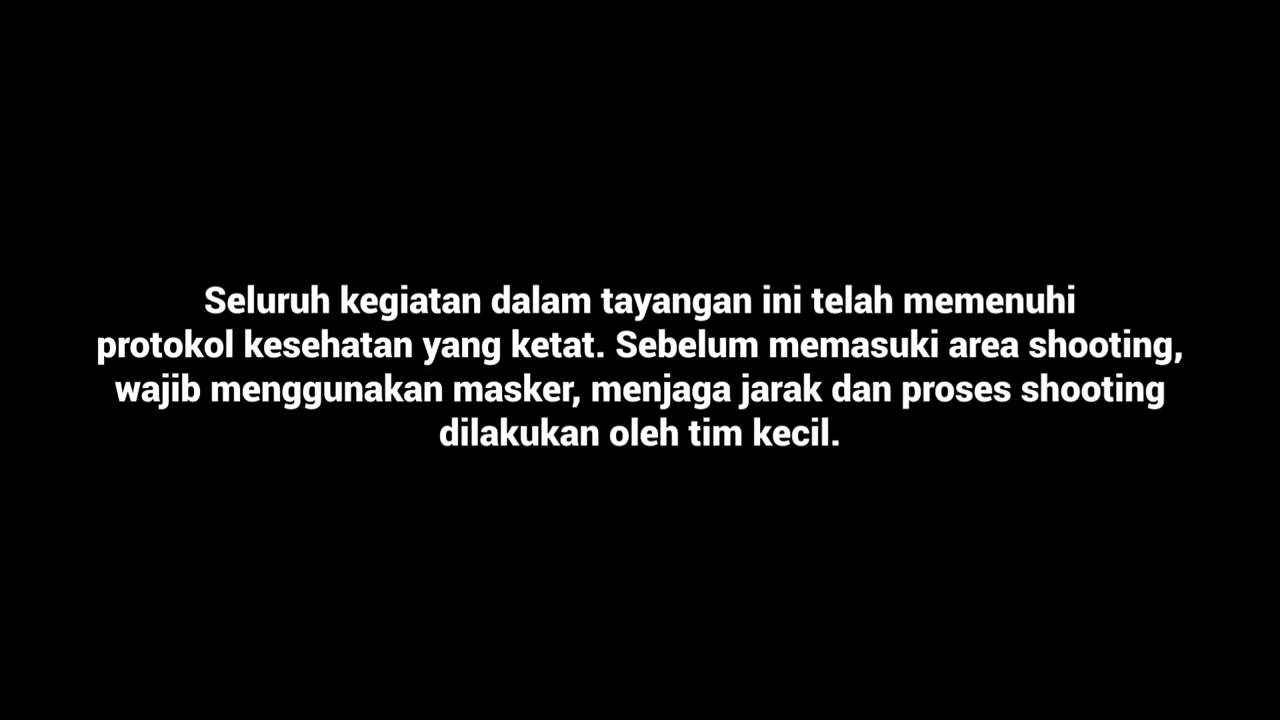 Seluruh kegiatan dalam tayangan ini telah memenuhi
protokol kesehatan yang ketat. Sebelum memasuki area shooting,
wajib menggunakan masker, menjaga jarak dan proses shooting
dilakukan oleh tim kecil.